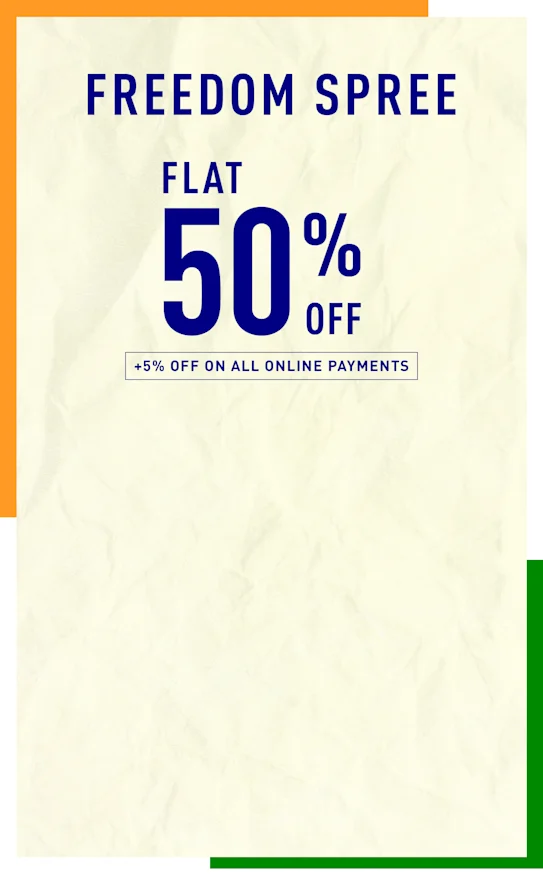 FREEDOM SPREE
FLAT
50%
OFF
+5% OFF ON ALL ONLINE PAYMENTS